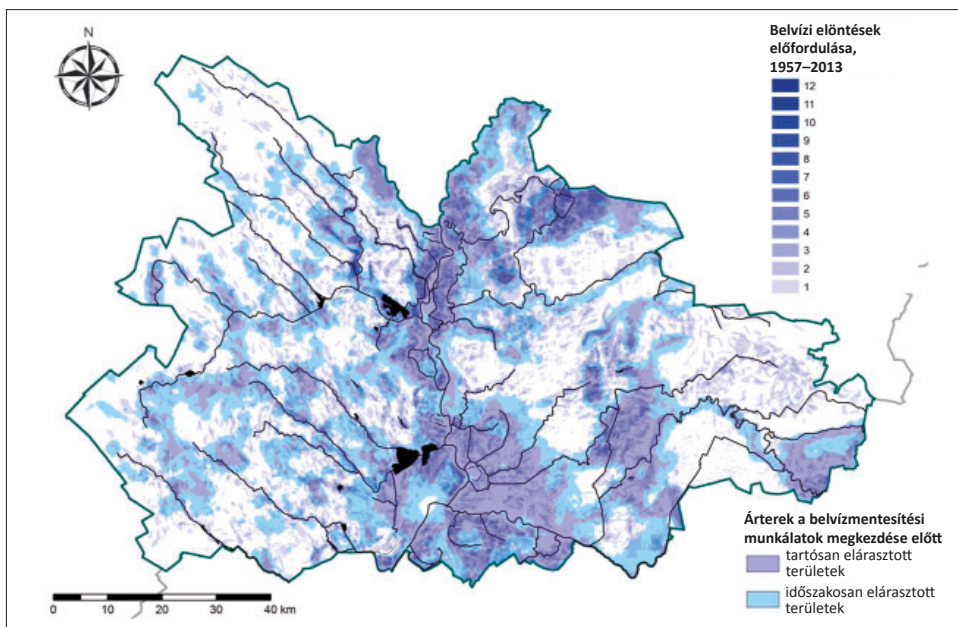 N
Belvízi elöntések
előfordulása,
1957–2013
12
11
10
9
8
7
6
5
4
3
2
1
Árterek a belvízmentesítési
munkálatok megkezdése előtt
tartósan elárasztott
területek
időszakosan elárasztott
területek
0 5 10 20 30 40 km